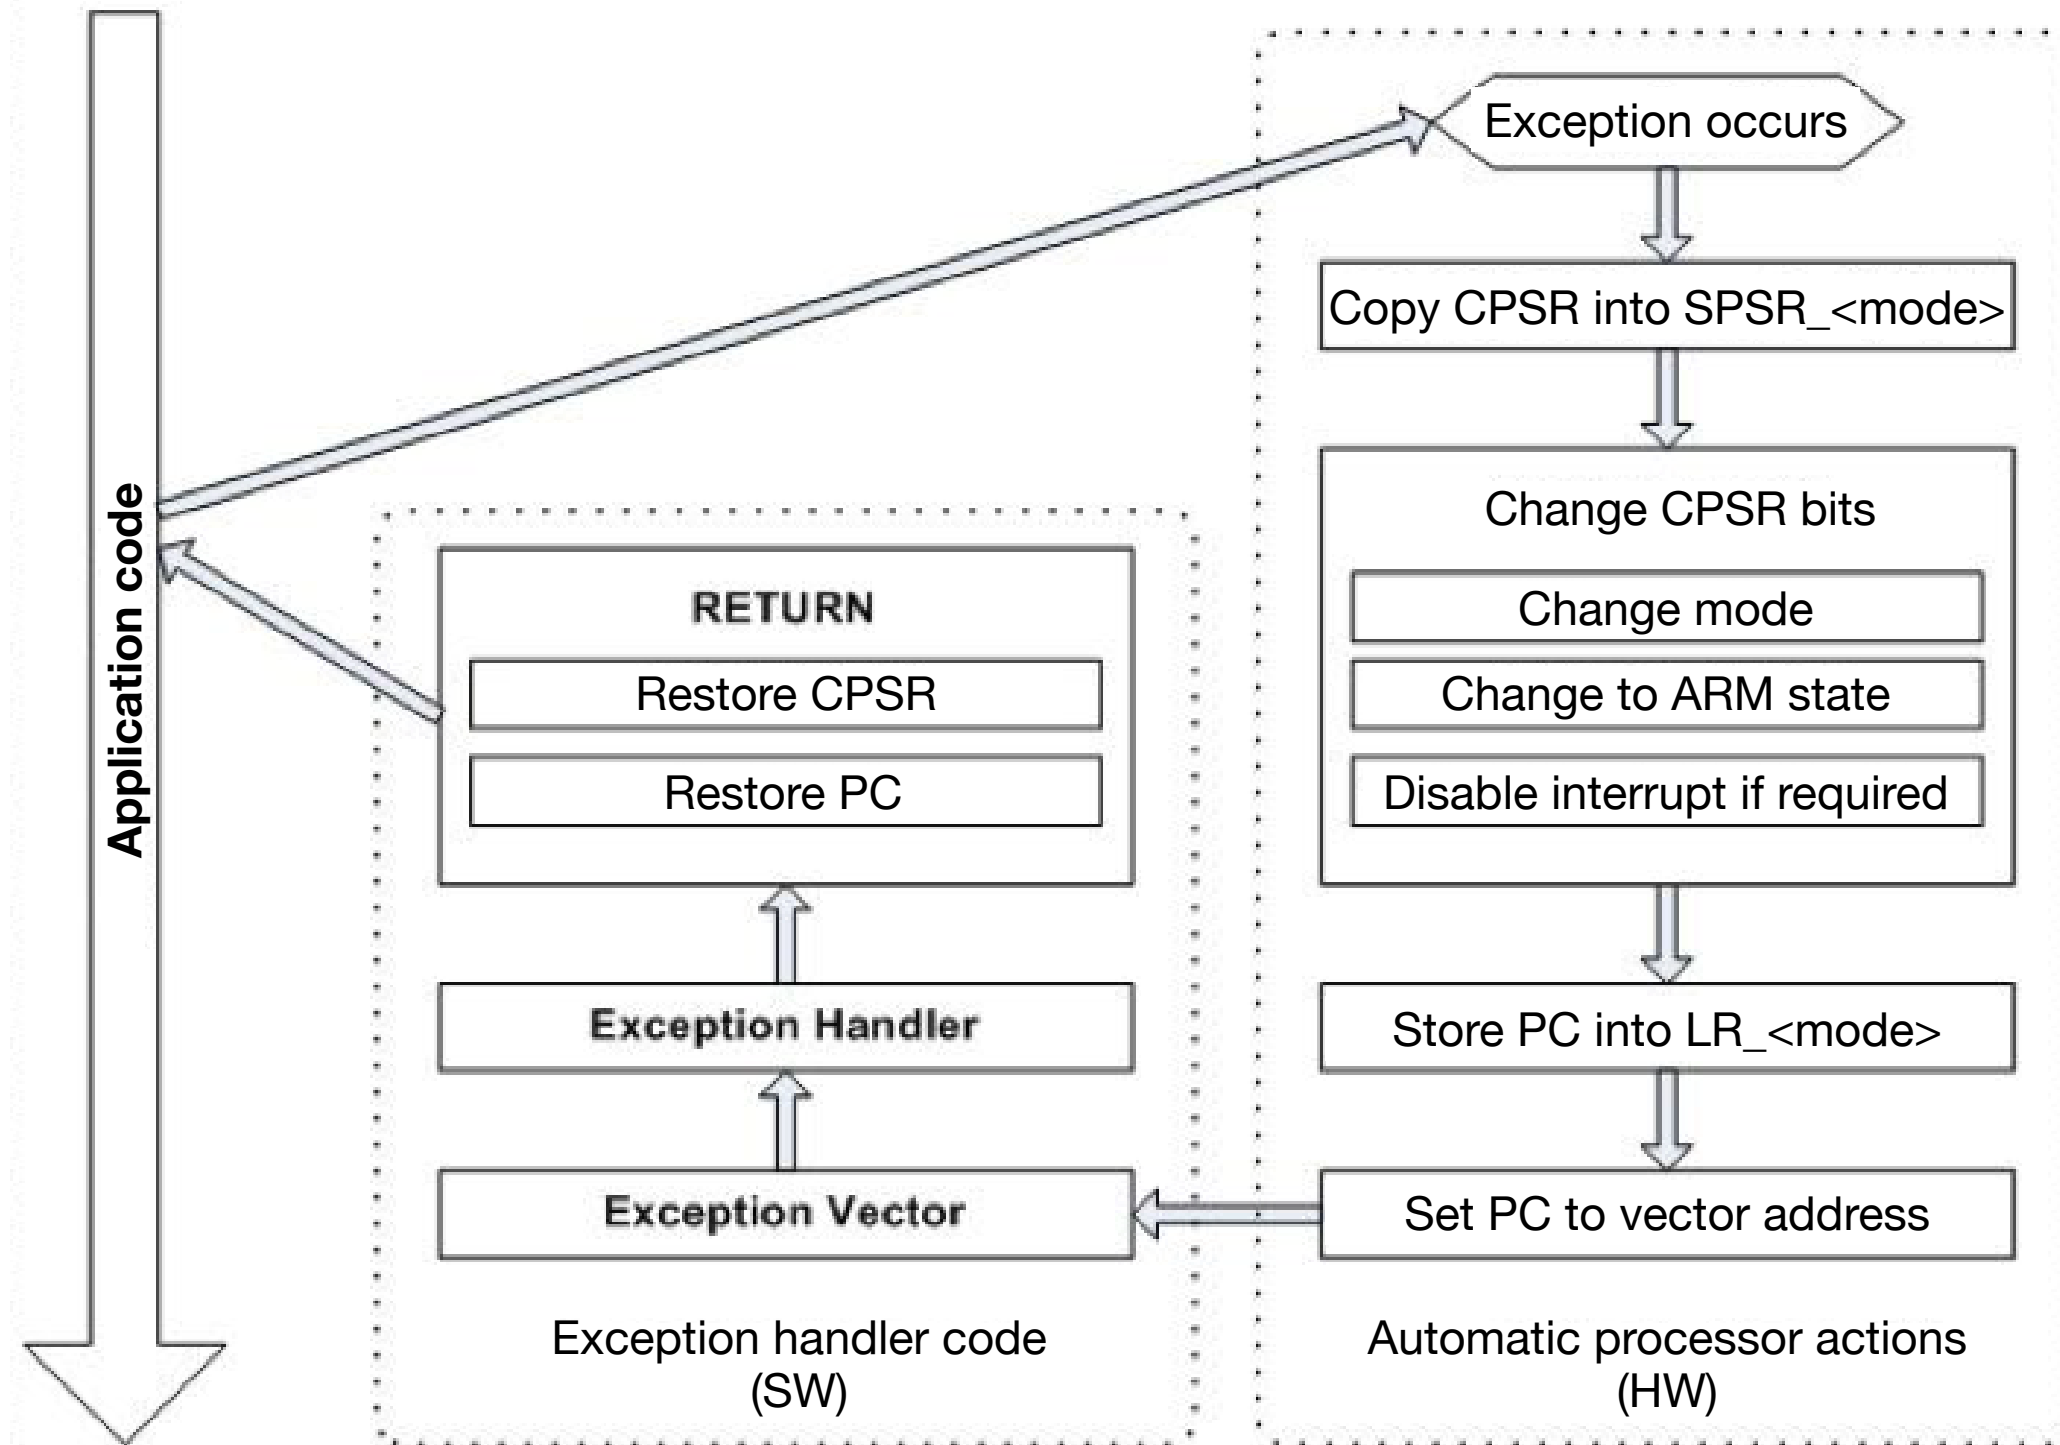 Application code
Exception occurs
Copy CPSR into SPSR_<mode>
Change CPSR bits
Change mode
Change to ARM state
Disable interrupt if required
Store PC into LR_<mode>
Set PC to vector address
Automatic processor actions
(HW)
RETURN
Restore CPSR
Restore PC
Exception Handler
Exception Vector
Exception handler code
(SW)